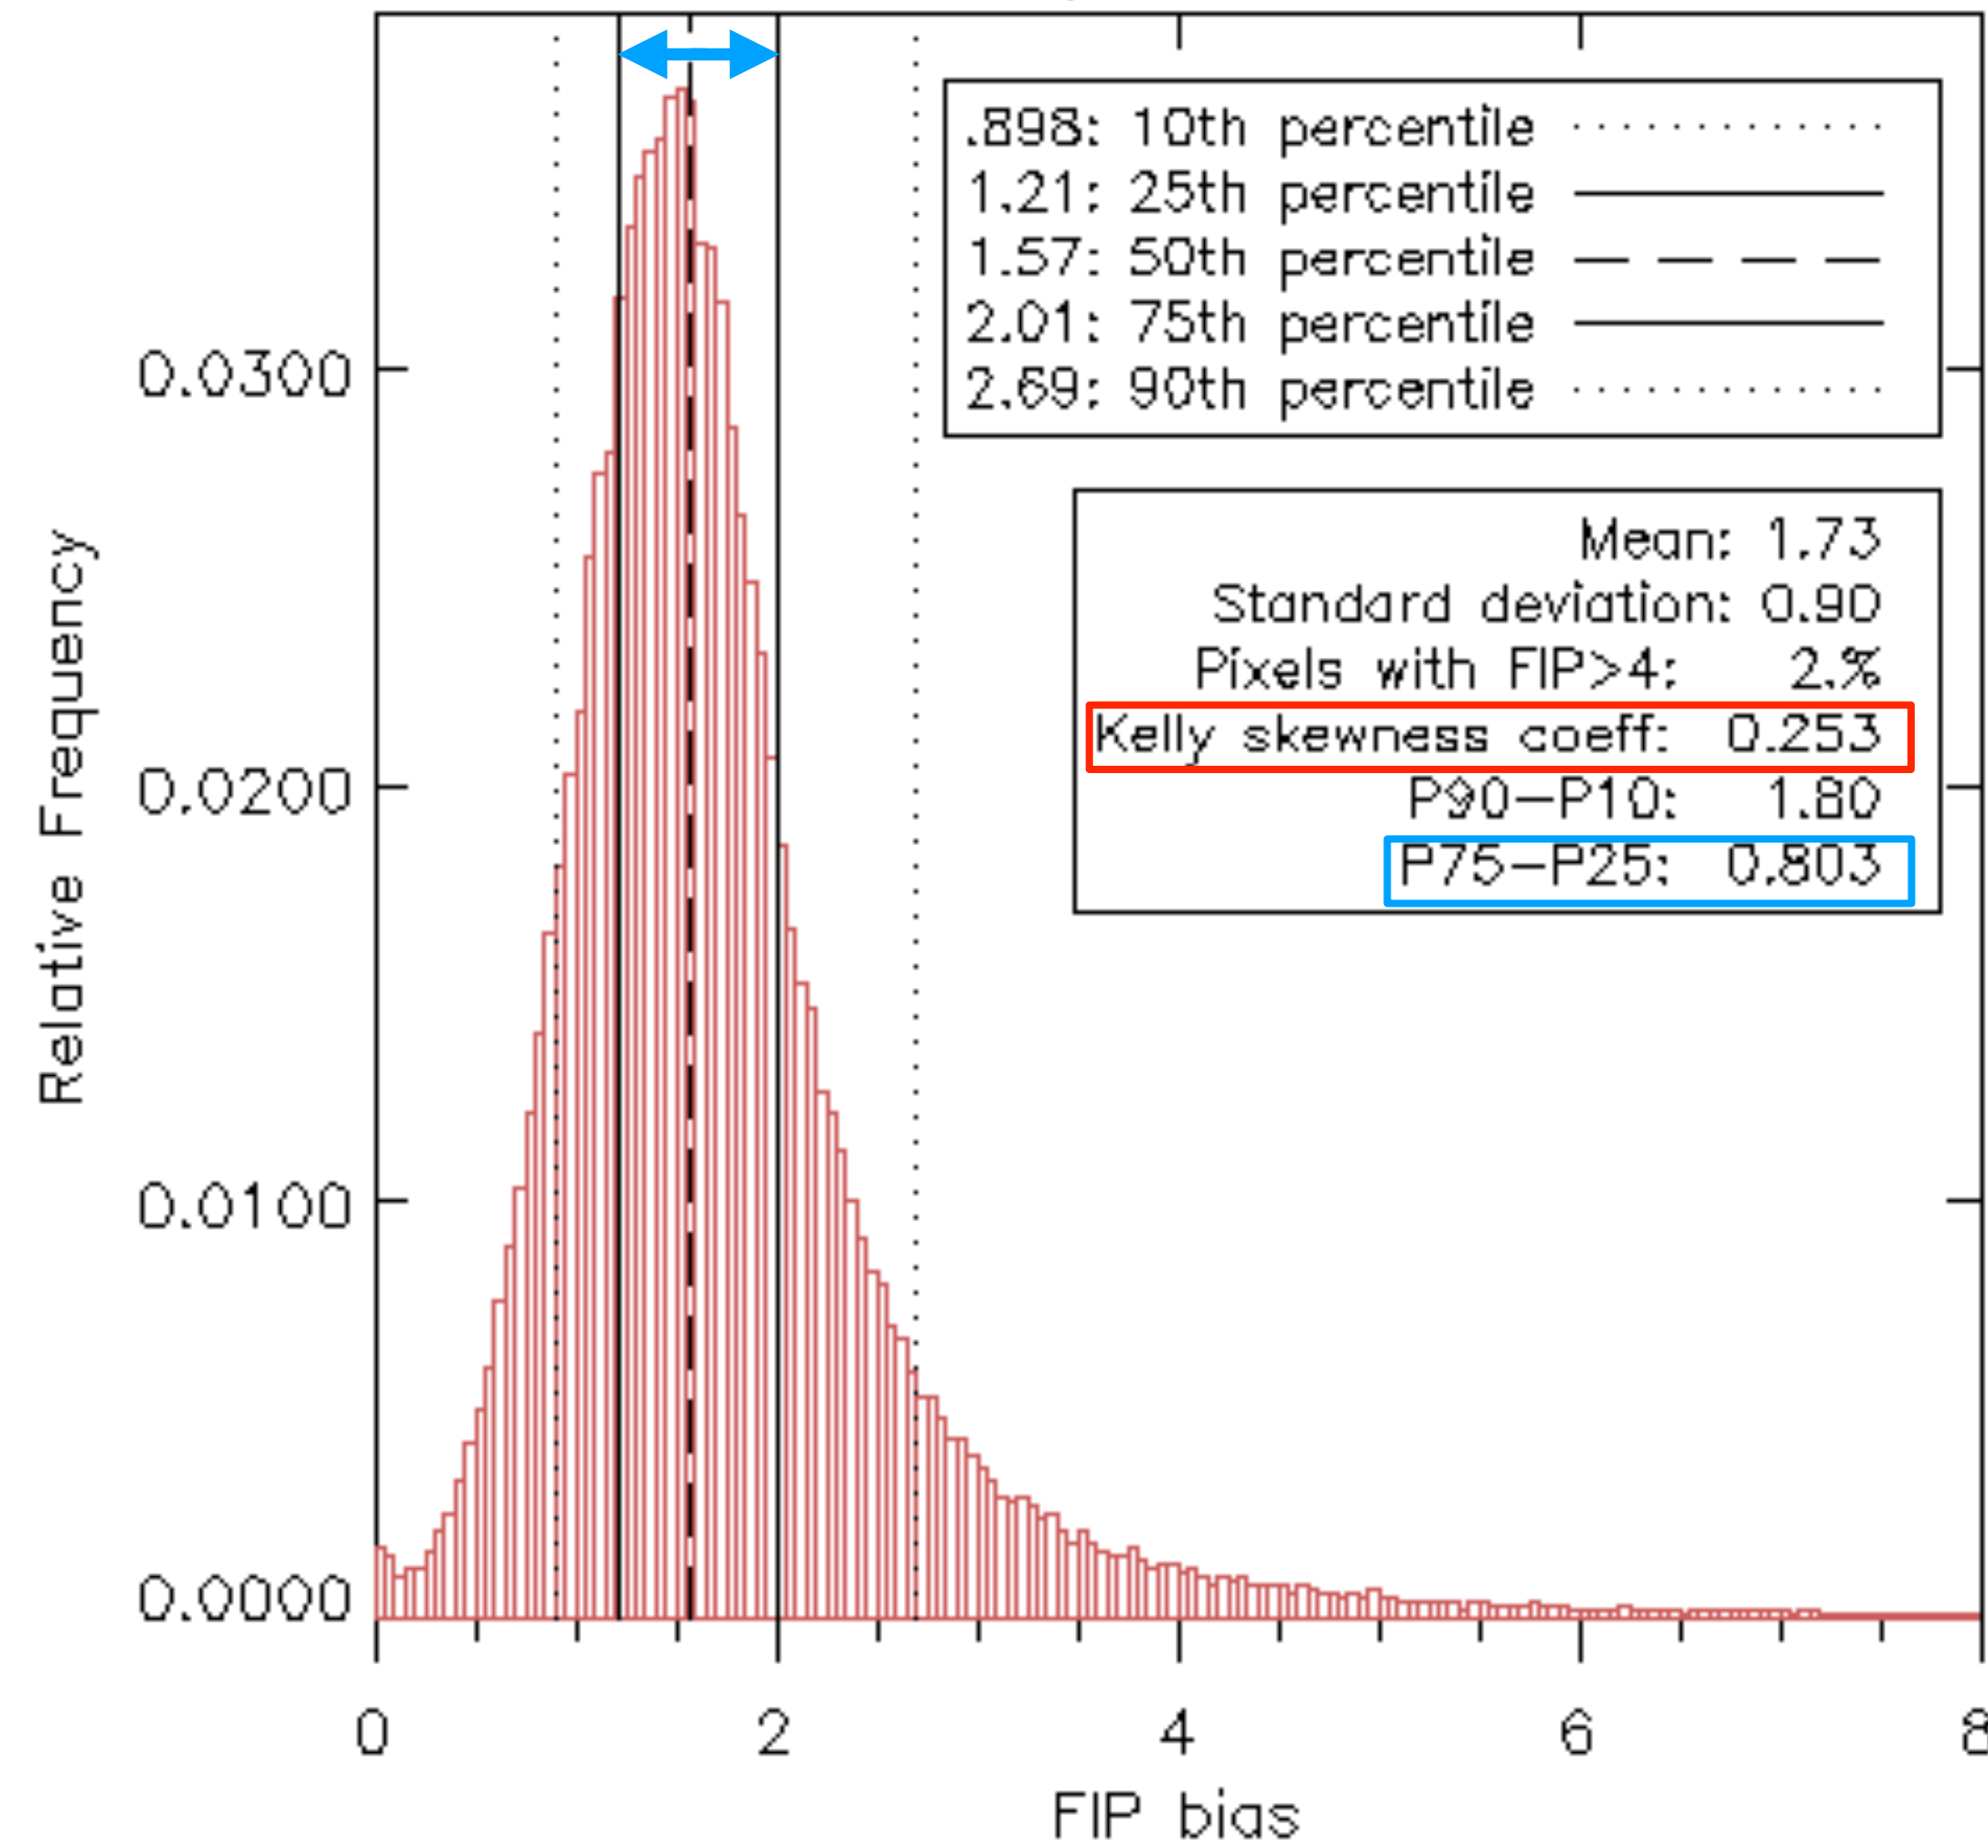 .898: 10th percentile
1.21: 25th percentile
1.57: 50th percentile
2.01: 75th percentile
2.69: 90th percentile
Mean: 1.73
Standard deviation: 0.90
Pixels with FIP>4: 2.%
Kelly skewness coeff: 0.253
P90-P10: 1.80
P75-P25: 0.803
Relative Frequency
0.0300
0.0200
0.0100
0.0000
0 2 4 6 8
FIP bias